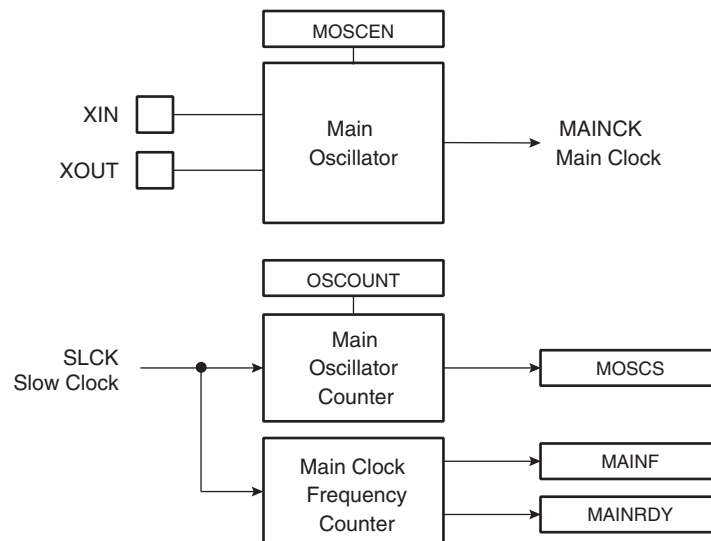 MOSCEN
XIN
XOUT
Main
Oscillator
MAINCK
Main Clock
OSCOUNT
SLCK
Slow Clock
Main
Oscillator
Counter
MOSCS
Main Clock
Frequency
Counter
MAINF
MAINRDY